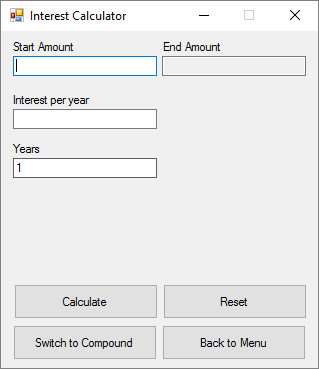 Interest Calculator
Start Amount End Amount
Interest per year
Years
1
Calculate Reset
Switch to Compound Back to Menu